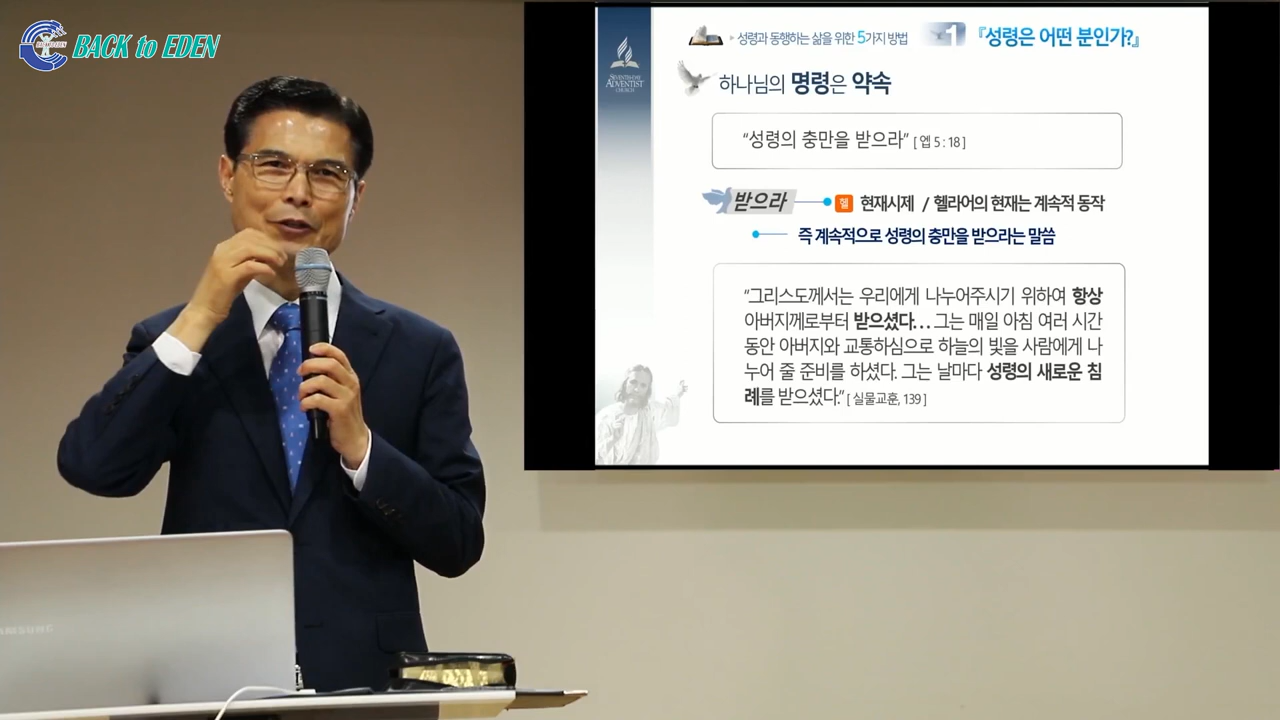 BACK to EDEN
성령과 동행하는 삶을 위한 5가지 방법
1 『성령은 어떤 분인가?』
SEVENTH-DAY
ADVENTIST
CHURCH
하나님의 명령은 약속
“성령의 충만을 받으라” [ 엡 5 : 18 ]
받으라 헬 현재시제 / 헬라어의 현재는 계속적 동작
즉 계속적으로 성령의 충만을 받으라는 말씀
“그리스도께서는 우리에게 나누어주시기 위하여 항상
아버지께로부터 받으셨다… 그는 매일 아침 여러 시간
동안 아버지와 교통하심으로 하늘의 빛을 사람에게 나
누어 줄 준비를 하셨다. 그는 날마다 성령의 새로운 침
례를 받으셨다.” [ 실물교훈, 139 ]
SAMSUNG